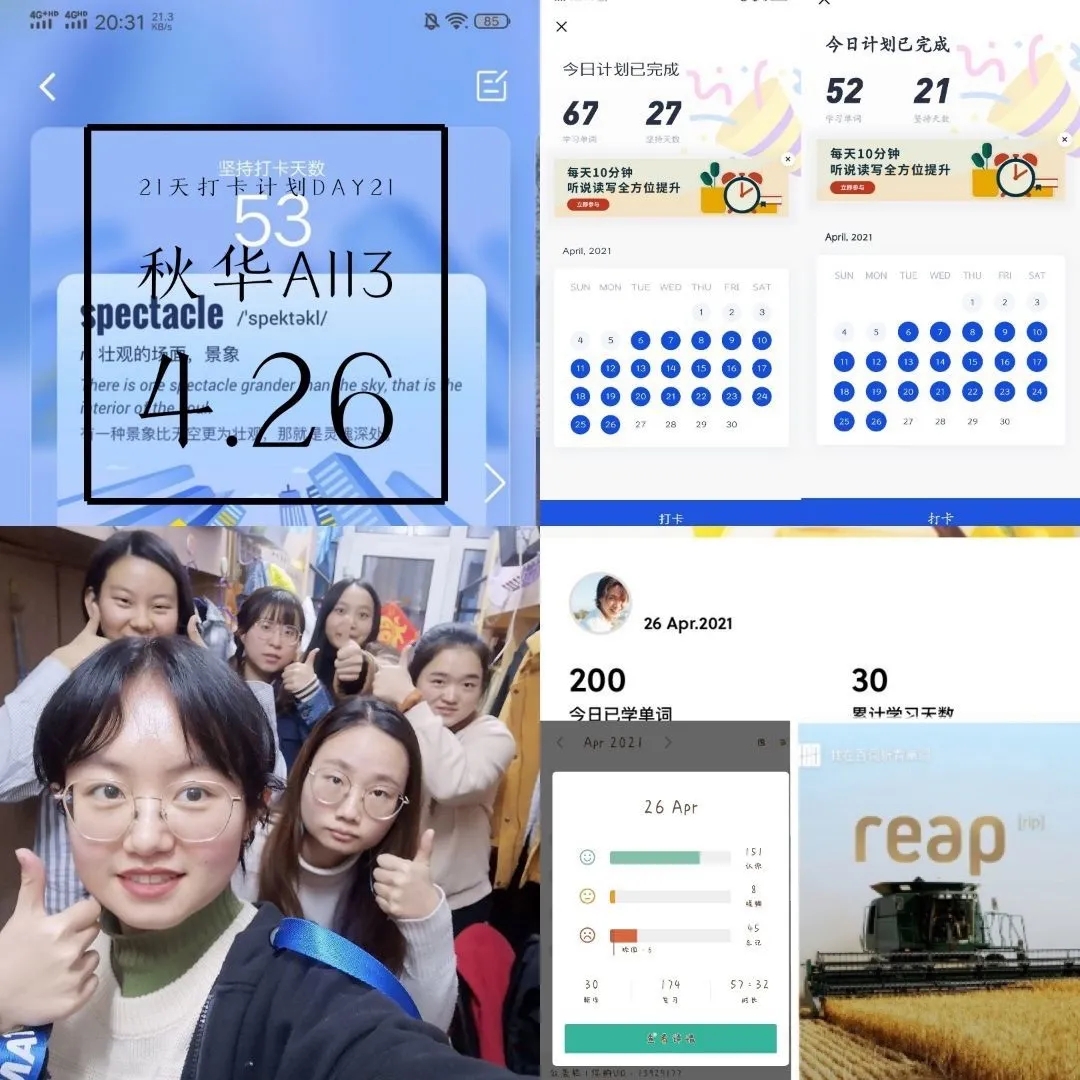 4G+HD 4GHD 20:31 21.3 KB/s
85
坚持打卡天数
21天打卡计划DAY21
53
秋华A113
spectacle /'spektəkl/
n. 壮观的场面，景象
4.26
There is one spectacle grander than the sky, that is the
interior of the soul.
有一种景象比天空更为壮观，那就是灵魂深处。
今日计划已完成
67 27
学习单词 坚持天数
每天10分钟
听说读写全方位提升
立即参与
April, 2021
SUN MON TUE WED THU FRI SAT
1 2 3
4 5 6 7 8 9 10
11 12 13 14 15 16 17
18 19 20 21 22 23 24
25 26 27 28 29 30
打卡
今日计划已完成
52 21
学习单词 坚持天数
每天10分钟
听说读写全方位提升
立即参与
April, 2021
SUN MON TUE WED THU FRI SAT
1 2 3
4 5 6 7 8 9 10
11 12 13 14 15 16 17
18 19 20 21 22 23 24
25 26 27 28 29 30
打卡
26 Apr.2021
200 30
今日已学单词 累计学习天数
Apr 2021
26 Apr
151
认识
8
模糊
45
忘记
30 174 57:32
新学 复习 时长
查看详情
reap [rip]